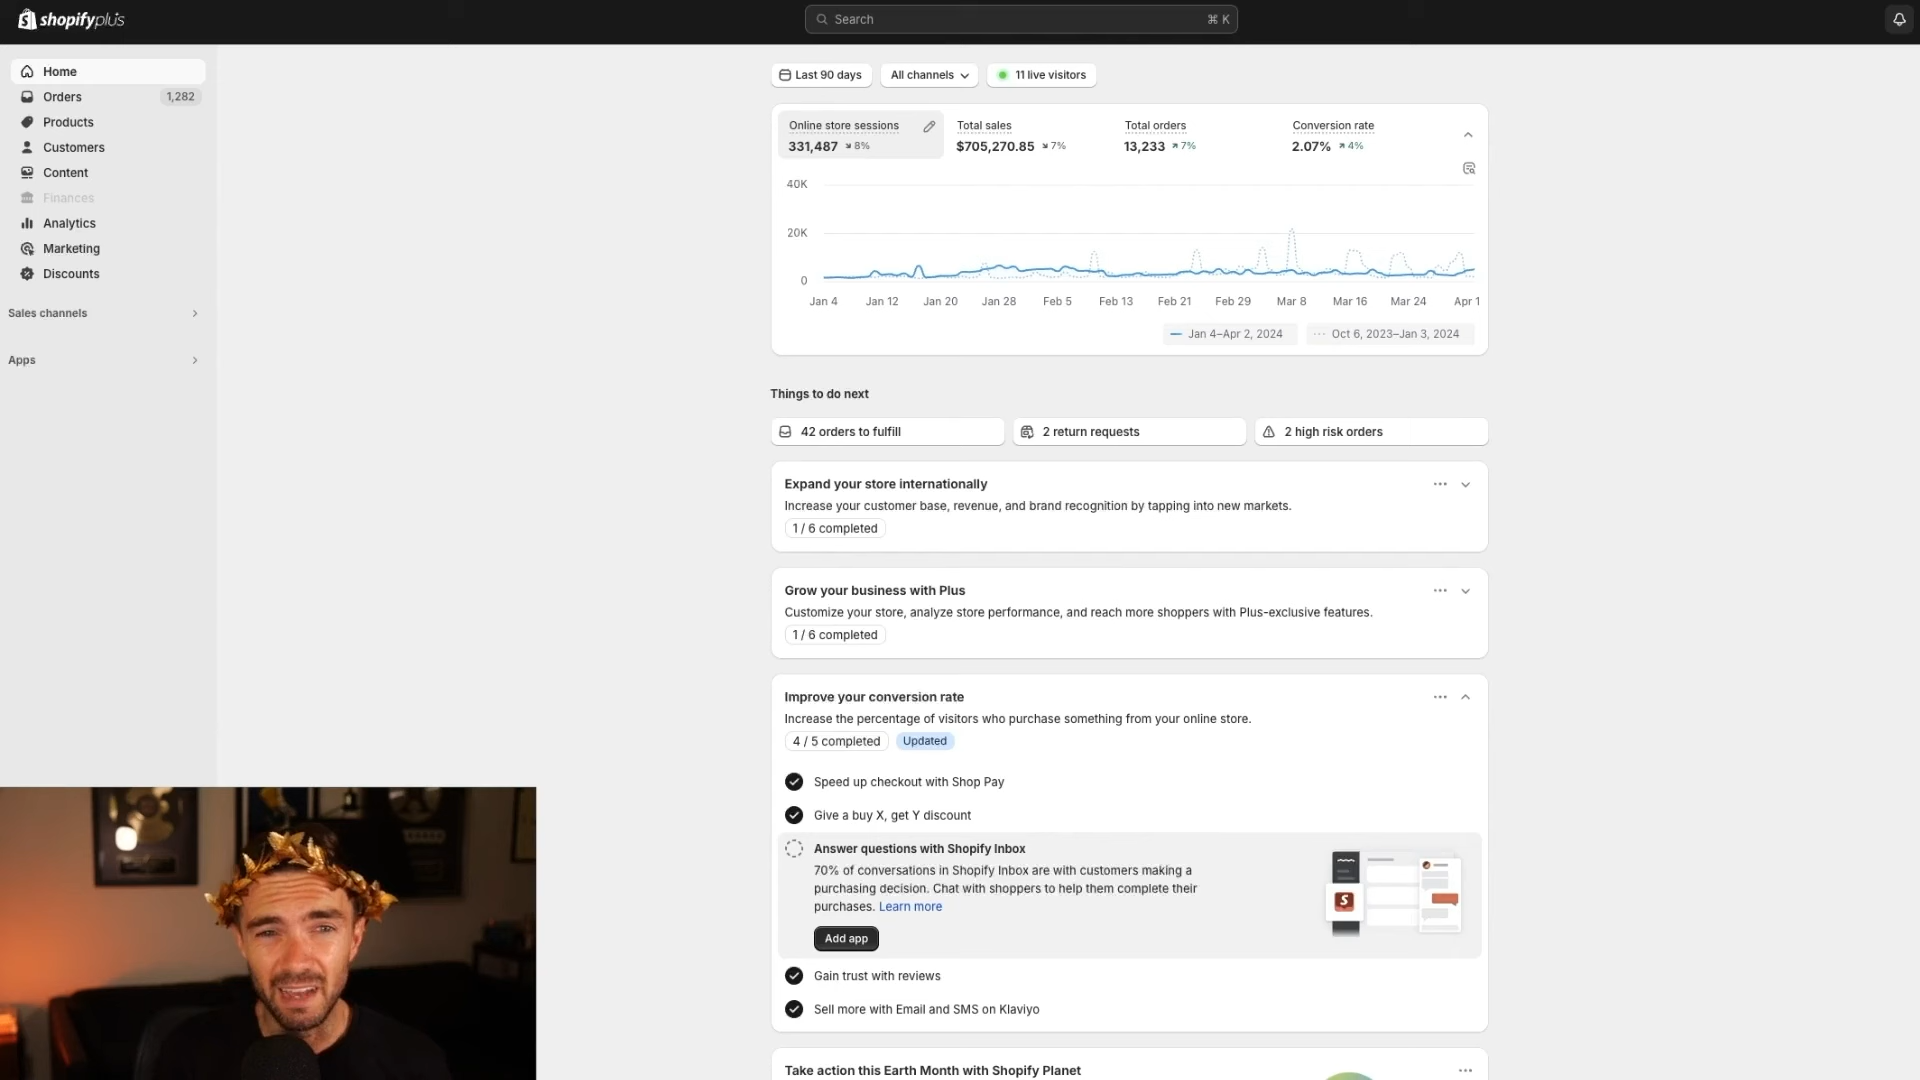 shopifyplus
Search
⌘ K
Home
Orders
1,282
Products
Customers
Content
Finances
Analytics
Marketing
Discounts
Sales channels
Apps
Last 90 days
All channels
11 live visitors
Online store sessions
331,487
8%
Total sales
$705,270.85
7%
Total orders
13,233
7%
Conversion rate
2.07%
4%
40K
20K
0
Jan 4
Jan 12
Jan 20
Jan 28
Feb 5
Feb 13
Feb 21
Feb 29
Mar 8
Mar 16
Mar 24
Apr 1
Jan 4–Apr 2, 2024
Oct 6, 2023–Jan 3, 2024
Things to do next
42 orders to fulfill
2 return requests
2 high risk orders
Expand your store internationally
Increase your customer base, revenue, and brand recognition by tapping into new markets.
1 / 6 completed
Grow your business with Plus
Customize your store, analyze store performance, and reach more shoppers with Plus-exclusive features.
1 / 6 completed
Improve your conversion rate
Increase the percentage of visitors who purchase something from your online store.
4 / 5 completed
Updated
Speed up checkout with Shop Pay
Give a buy X, get Y discount
Answer questions with Shopify Inbox
70% of conversations in Shopify Inbox are with customers making a
purchasing decision. Chat with shoppers to help them complete their
purchases. Learn more
Add app
Gain trust with reviews
Sell more with Email and SMS on Klaviyo
Take action this Earth Month with Shopify Planet